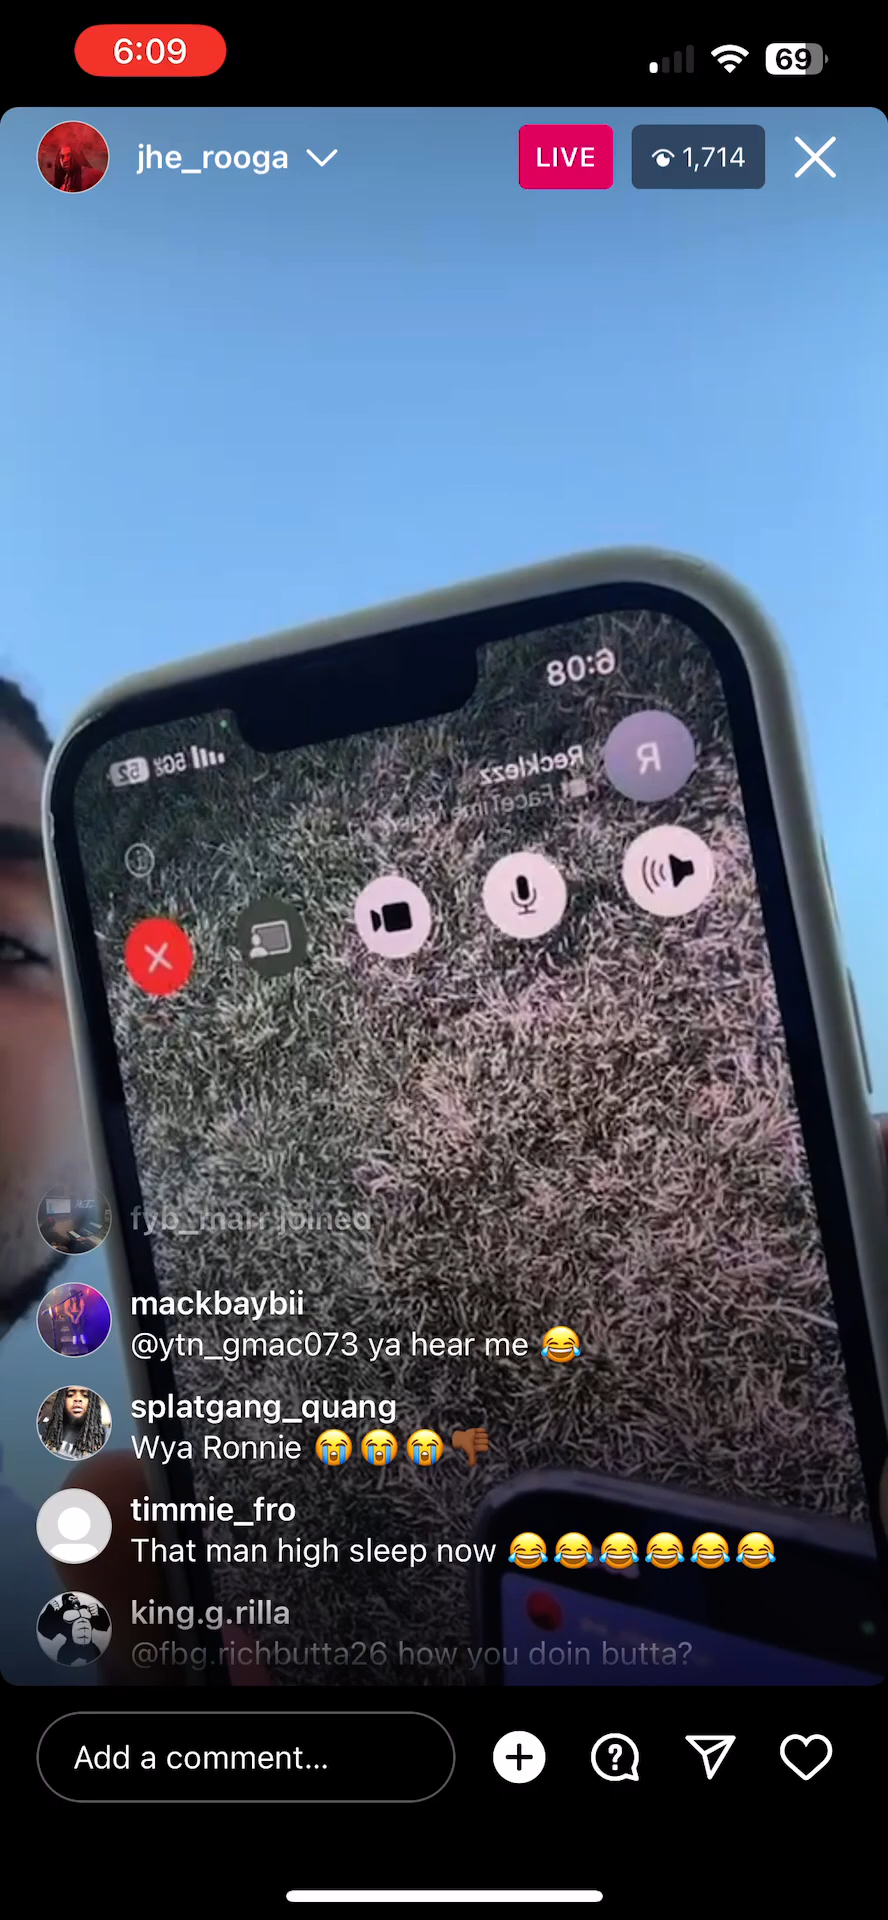 6:09
69
jhe_rooga
LIVE
1,714
6:08
5G 52
Recklezz
R
FaceTime
fyb_marr joined
mackbaybii
@ytn_gmac073 ya hear me 😂
splatgang_quang
Wya Ronnie 😭😭😭👎🏾
timmie_fro
That man high sleep now 😂😂😂😂😂😂
king.g.rilla
@fbg.richbutta26 how you doin butta?
Add a comment...